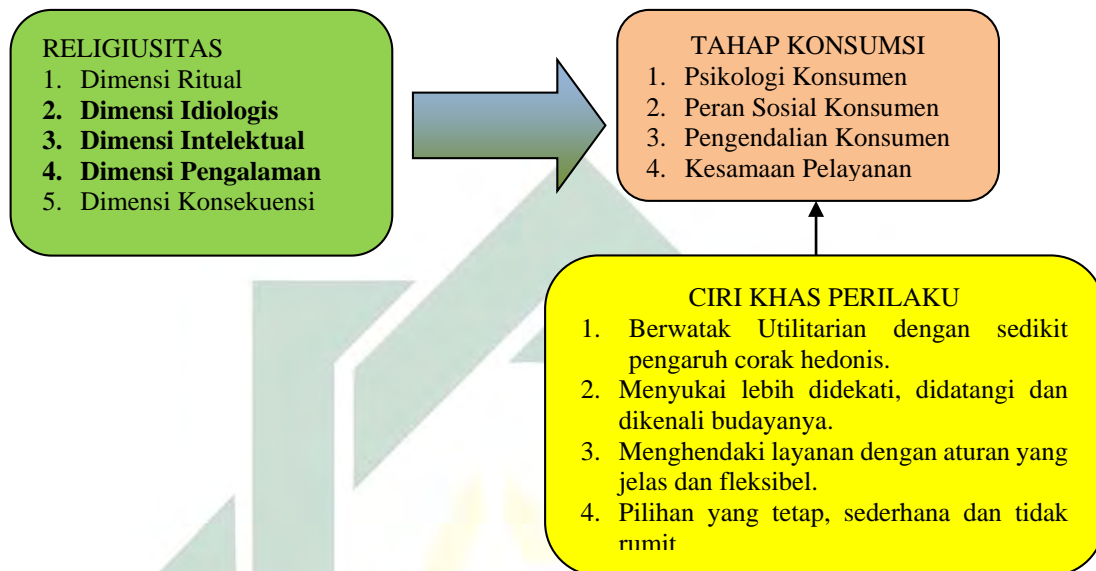 RELIGIUSITAS
1. Dimensi Ritual
2. Dimensi Idiologis
3. Dimensi Intelektual
4. Dimensi Pengalaman
5. Dimensi Konsekuensi
TAHAP KONSUMSI
1. Psikologi Konsumen
2. Peran Sosial Konsumen
3. Pengendalian Konsumen
4. Kesamaan Pelayanan
CIRI KHAS PERILAKU
1. Berwatak Utilitarian dengan sedikit
pengaruh corak hedonis.
2. Menyukai lebih didekati, didatangi dan
dikenali budayanya.
3. Menghendaki layanan dengan aturan yang
jelas dan fleksibel.
4. Pilihan yang tetap, sederhana dan tidak
rumit